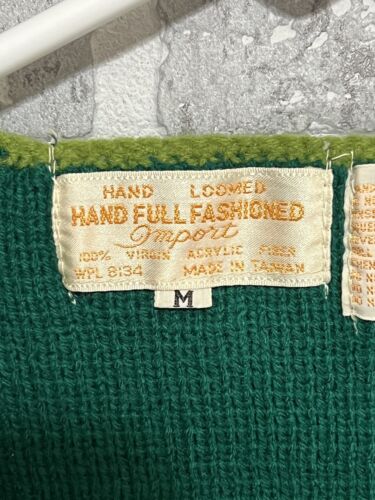 HAND LOOMED
HAND FULL FASHIONED
Import
100% VIRGIN ACRYLIC FIBER
WPL 8134 MADE IN TAIWAN
M